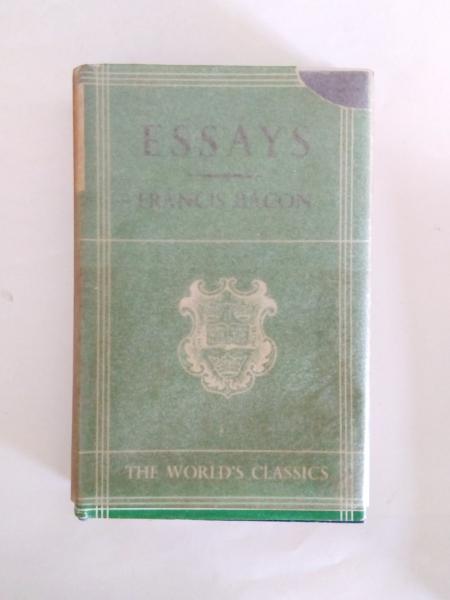 ESSAYS
FRANCIS BACON
THE WORLD'S CLASSICS